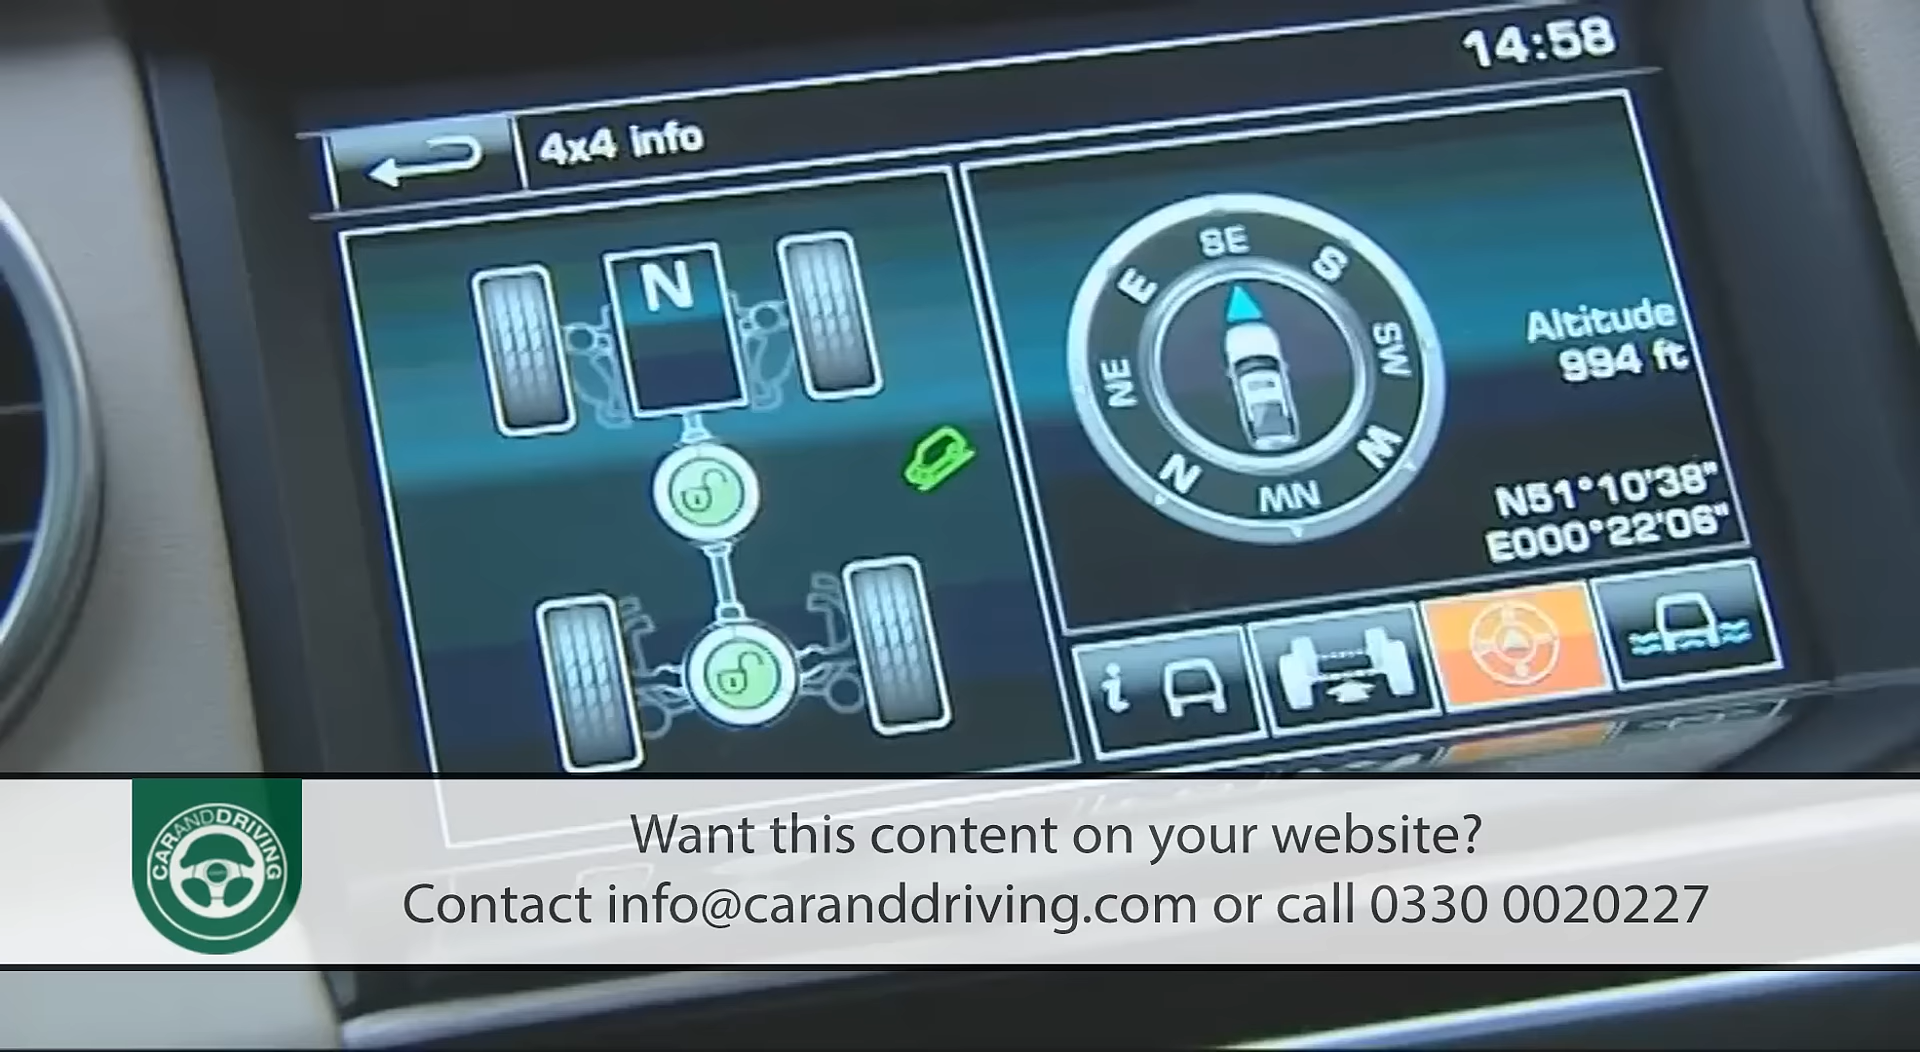 14:58
4x4 info
N
SE
E
S
NE
SW
N
W
NW
Altitude
994 ft
N51°10'38"
E000°22'06"
i
CARANDDRIVING
Want this content on your website?
Contact info@caranddriving.com or call 0330 0020227